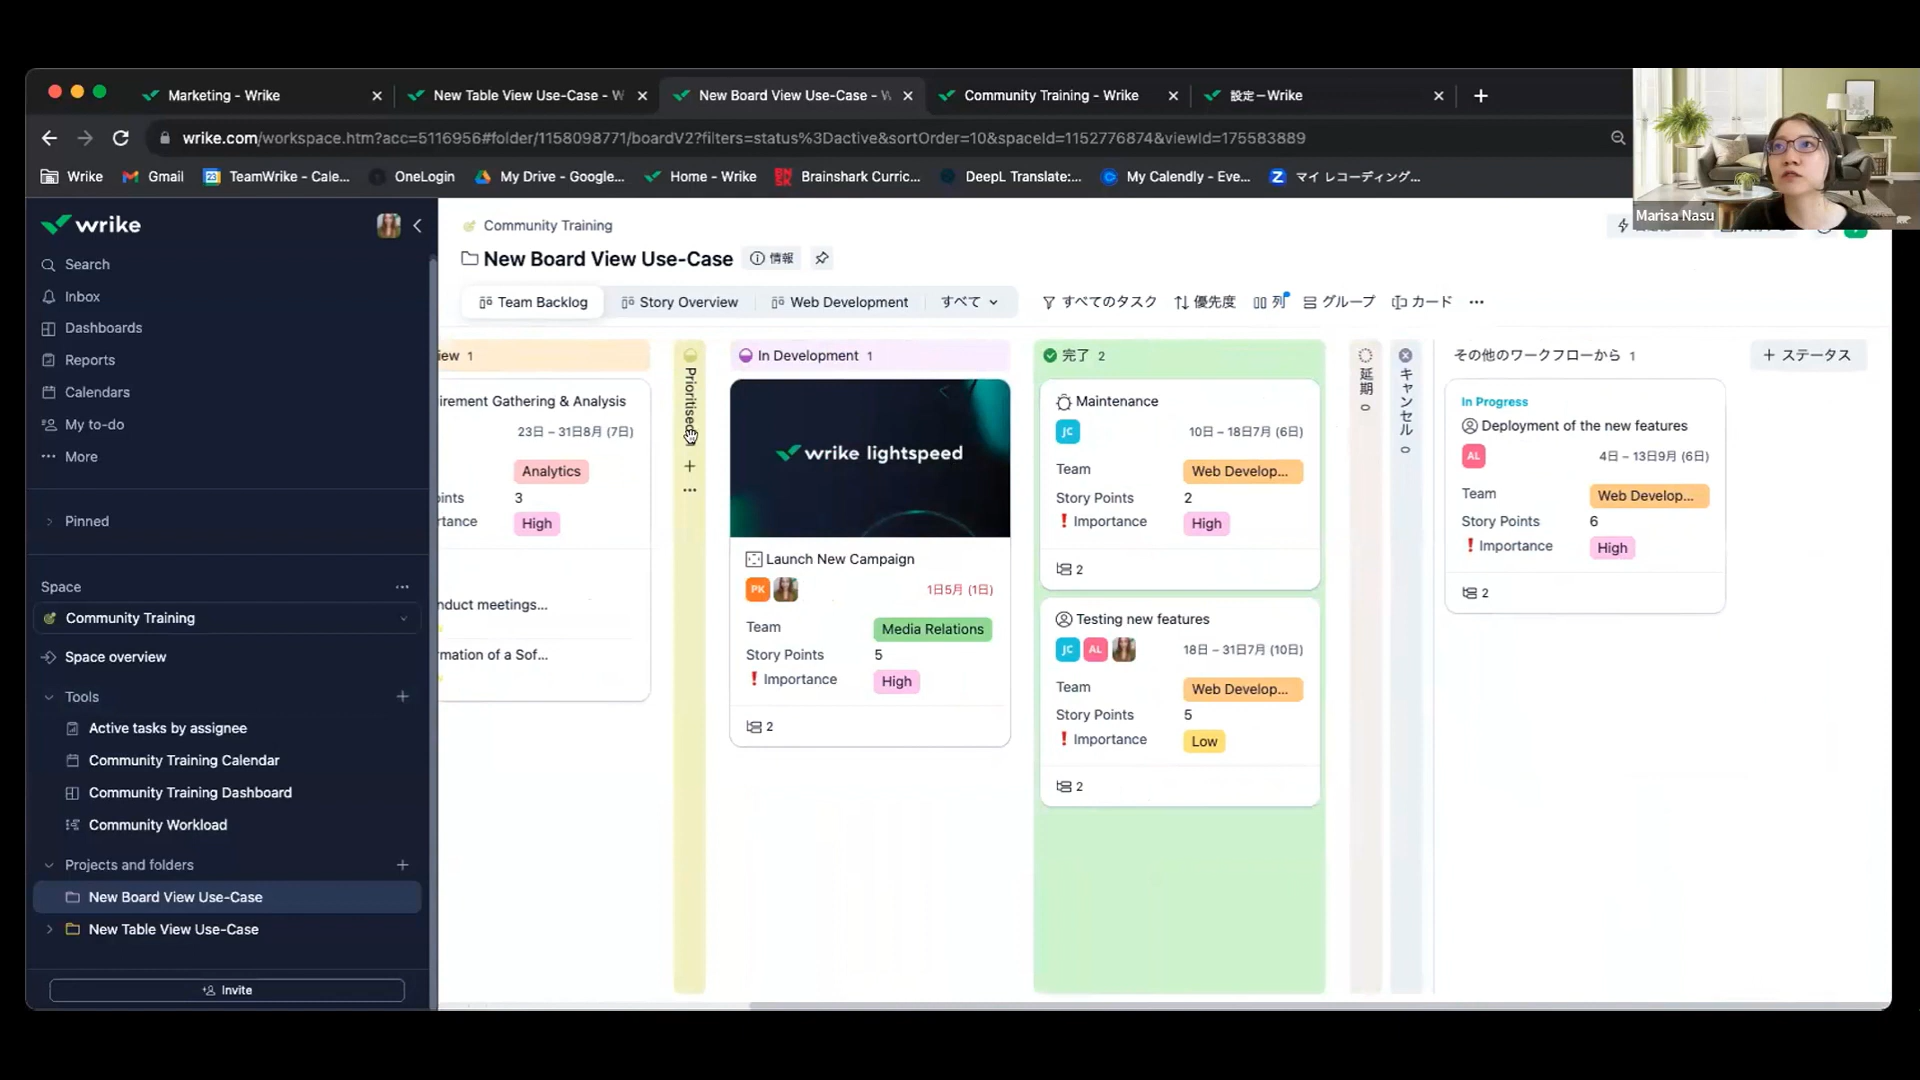 Marketing - Wrike
New Table View Use-Case - W
New Board View Use-Case - W
Community Training - Wrike
設定 – Wrike
wrike.com/workspace.htm?acc=5116956#folder/1158098771/boardV2?filters=status%3Dactive&sortOrder=10&spaceId=1152776874&viewId=175583889
Wrike
Gmail
TeamWrike - Cale...
OneLogin
My Drive - Google...
Home - Wrike
Brainshark Curric...
DeepL Translate:...
My Calendly - Eve...
マイ レコーディング...
Marisa Nasu
wrike
Search
Inbox
Dashboards
Reports
Calendars
My to-do
More
Pinned
Space
Community Training
Space overview
Tools
Active tasks by assignee
Community Training Calendar
Community Training Dashboard
Community Workload
Projects and folders
New Board View Use-Case
New Table View Use-Case
Invite
Community Training
New Board View Use-Case
情報
Team Backlog
Story Overview
Web Development
すべて
すべてのタスク
優先度
列
グループ
カード
iew 1
irement Gathering & Analysis
23日 – 31日8月 (7日)
Analytics
ints 3
tance High
nduct meetings...
mation of a Sof...
Prioritised
In Development 1
wrike lightspeed
Launch New Campaign
PK
1日5月 (1日)
Team Media Relations
Story Points 5
Importance High
2
完了 2
Maintenance
JC
10日 – 18日7月 (6日)
Team Web Develop...
Story Points 2
Importance High
2
Testing new features
JC AL
18日 – 31日7月 (10日)
Team Web Develop...
Story Points 5
Importance Low
2
延期 0
キャンセル 0
その他のワークフローから 1
In Progress
Deployment of the new features
AL
4日 – 13日9月 (6日)
Team Web Develop...
Story Points 6
Importance High
2
+ ステータス